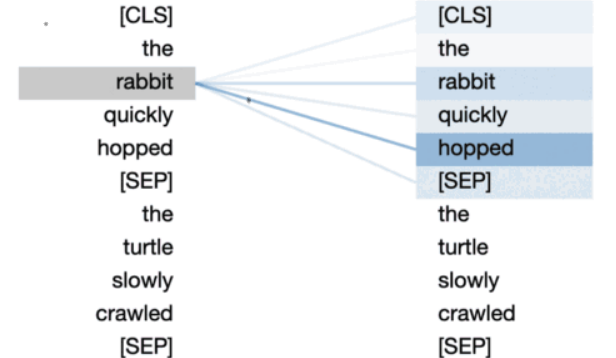 [CLS] [CLS]
the the
rabbit rabbit
quickly quickly
hopped hopped
[SEP] [SEP]
the the
turtle turtle
slowly slowly
crawled crawled
[SEP] [SEP]